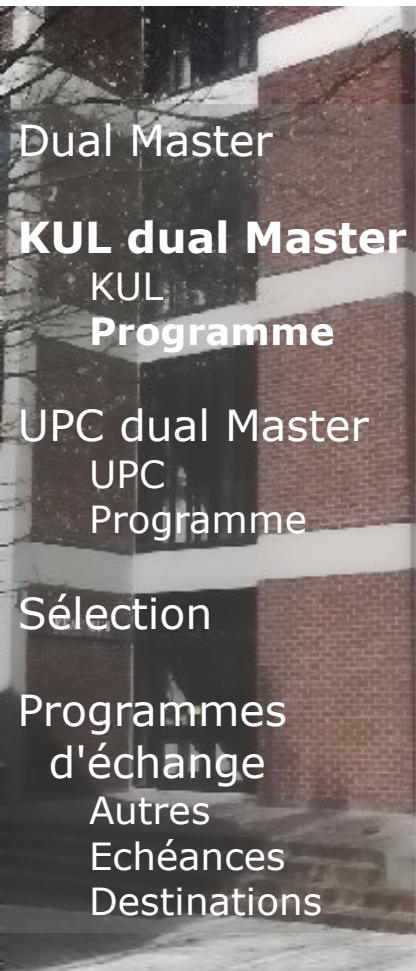 Dual Master
KUL dual Master
KUL
Programme
UPC dual Master
UPC
Programme
Sélection
Programmes
d'échange
Autres
Echéances
Destinations